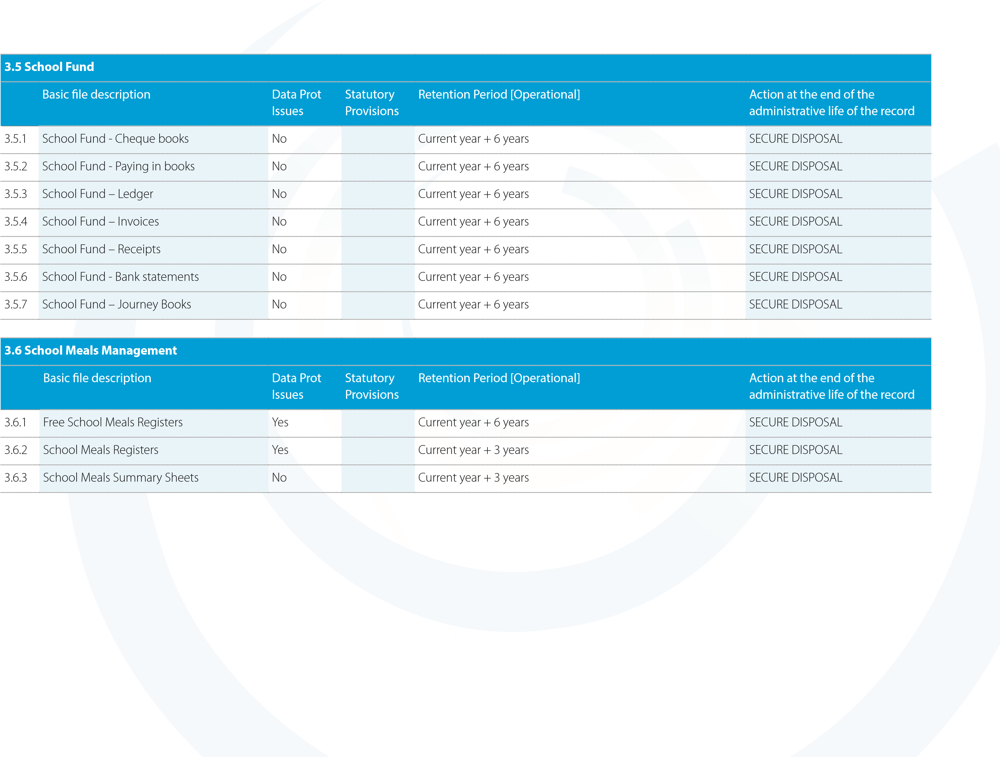 3.5 School Fund
Basic file description Data Prot Issues Statutory Provisions Retention Period [Operational] Action at the end of the administrative life of the record
3.5.1 School Fund - Cheque books No Current year + 6 years SECURE DISPOSAL
3.5.2 School Fund - Paying in books No Current year + 6 years SECURE DISPOSAL
3.5.3 School Fund – Ledger No Current year + 6 years SECURE DISPOSAL
3.5.4 School Fund – Invoices No Current year + 6 years SECURE DISPOSAL
3.5.5 School Fund – Receipts No Current year + 6 years SECURE DISPOSAL
3.5.6 School Fund - Bank statements No Current year + 6 years SECURE DISPOSAL
3.5.7 School Fund – Journey Books No Current year + 6 years SECURE DISPOSAL
3.6 School Meals Management
Basic file description Data Prot Issues Statutory Provisions Retention Period [Operational] Action at the end of the administrative life of the record
3.6.1 Free School Meals Registers Yes Current year + 6 years SECURE DISPOSAL
3.6.2 School Meals Registers Yes Current year + 3 years SECURE DISPOSAL
3.6.3 School Meals Summary Sheets No Current year + 3 years SECURE DISPOSAL